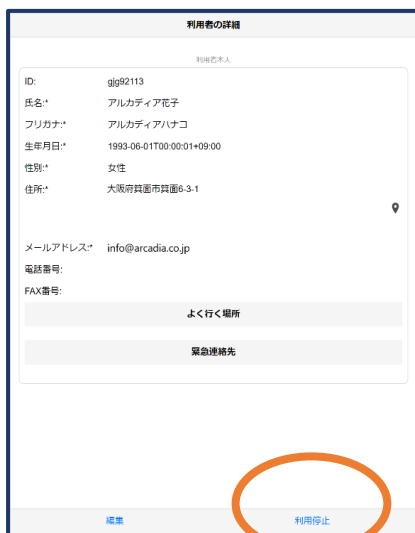 利用者の詳細
利用者本人
ID: gjg92113
氏名:* アルカディア花子
フリガナ:* アルカディアハナコ
生年月日:* 1993-06-01T00:00:01+09:00
性別:* 女性
住所:* 大阪府箕面市箕面6-3-1
メールアドレス:* info@arcadia.co.jp
電話番号:
FAX番号:
よく行く場所
緊急連絡先
編集 利用停止